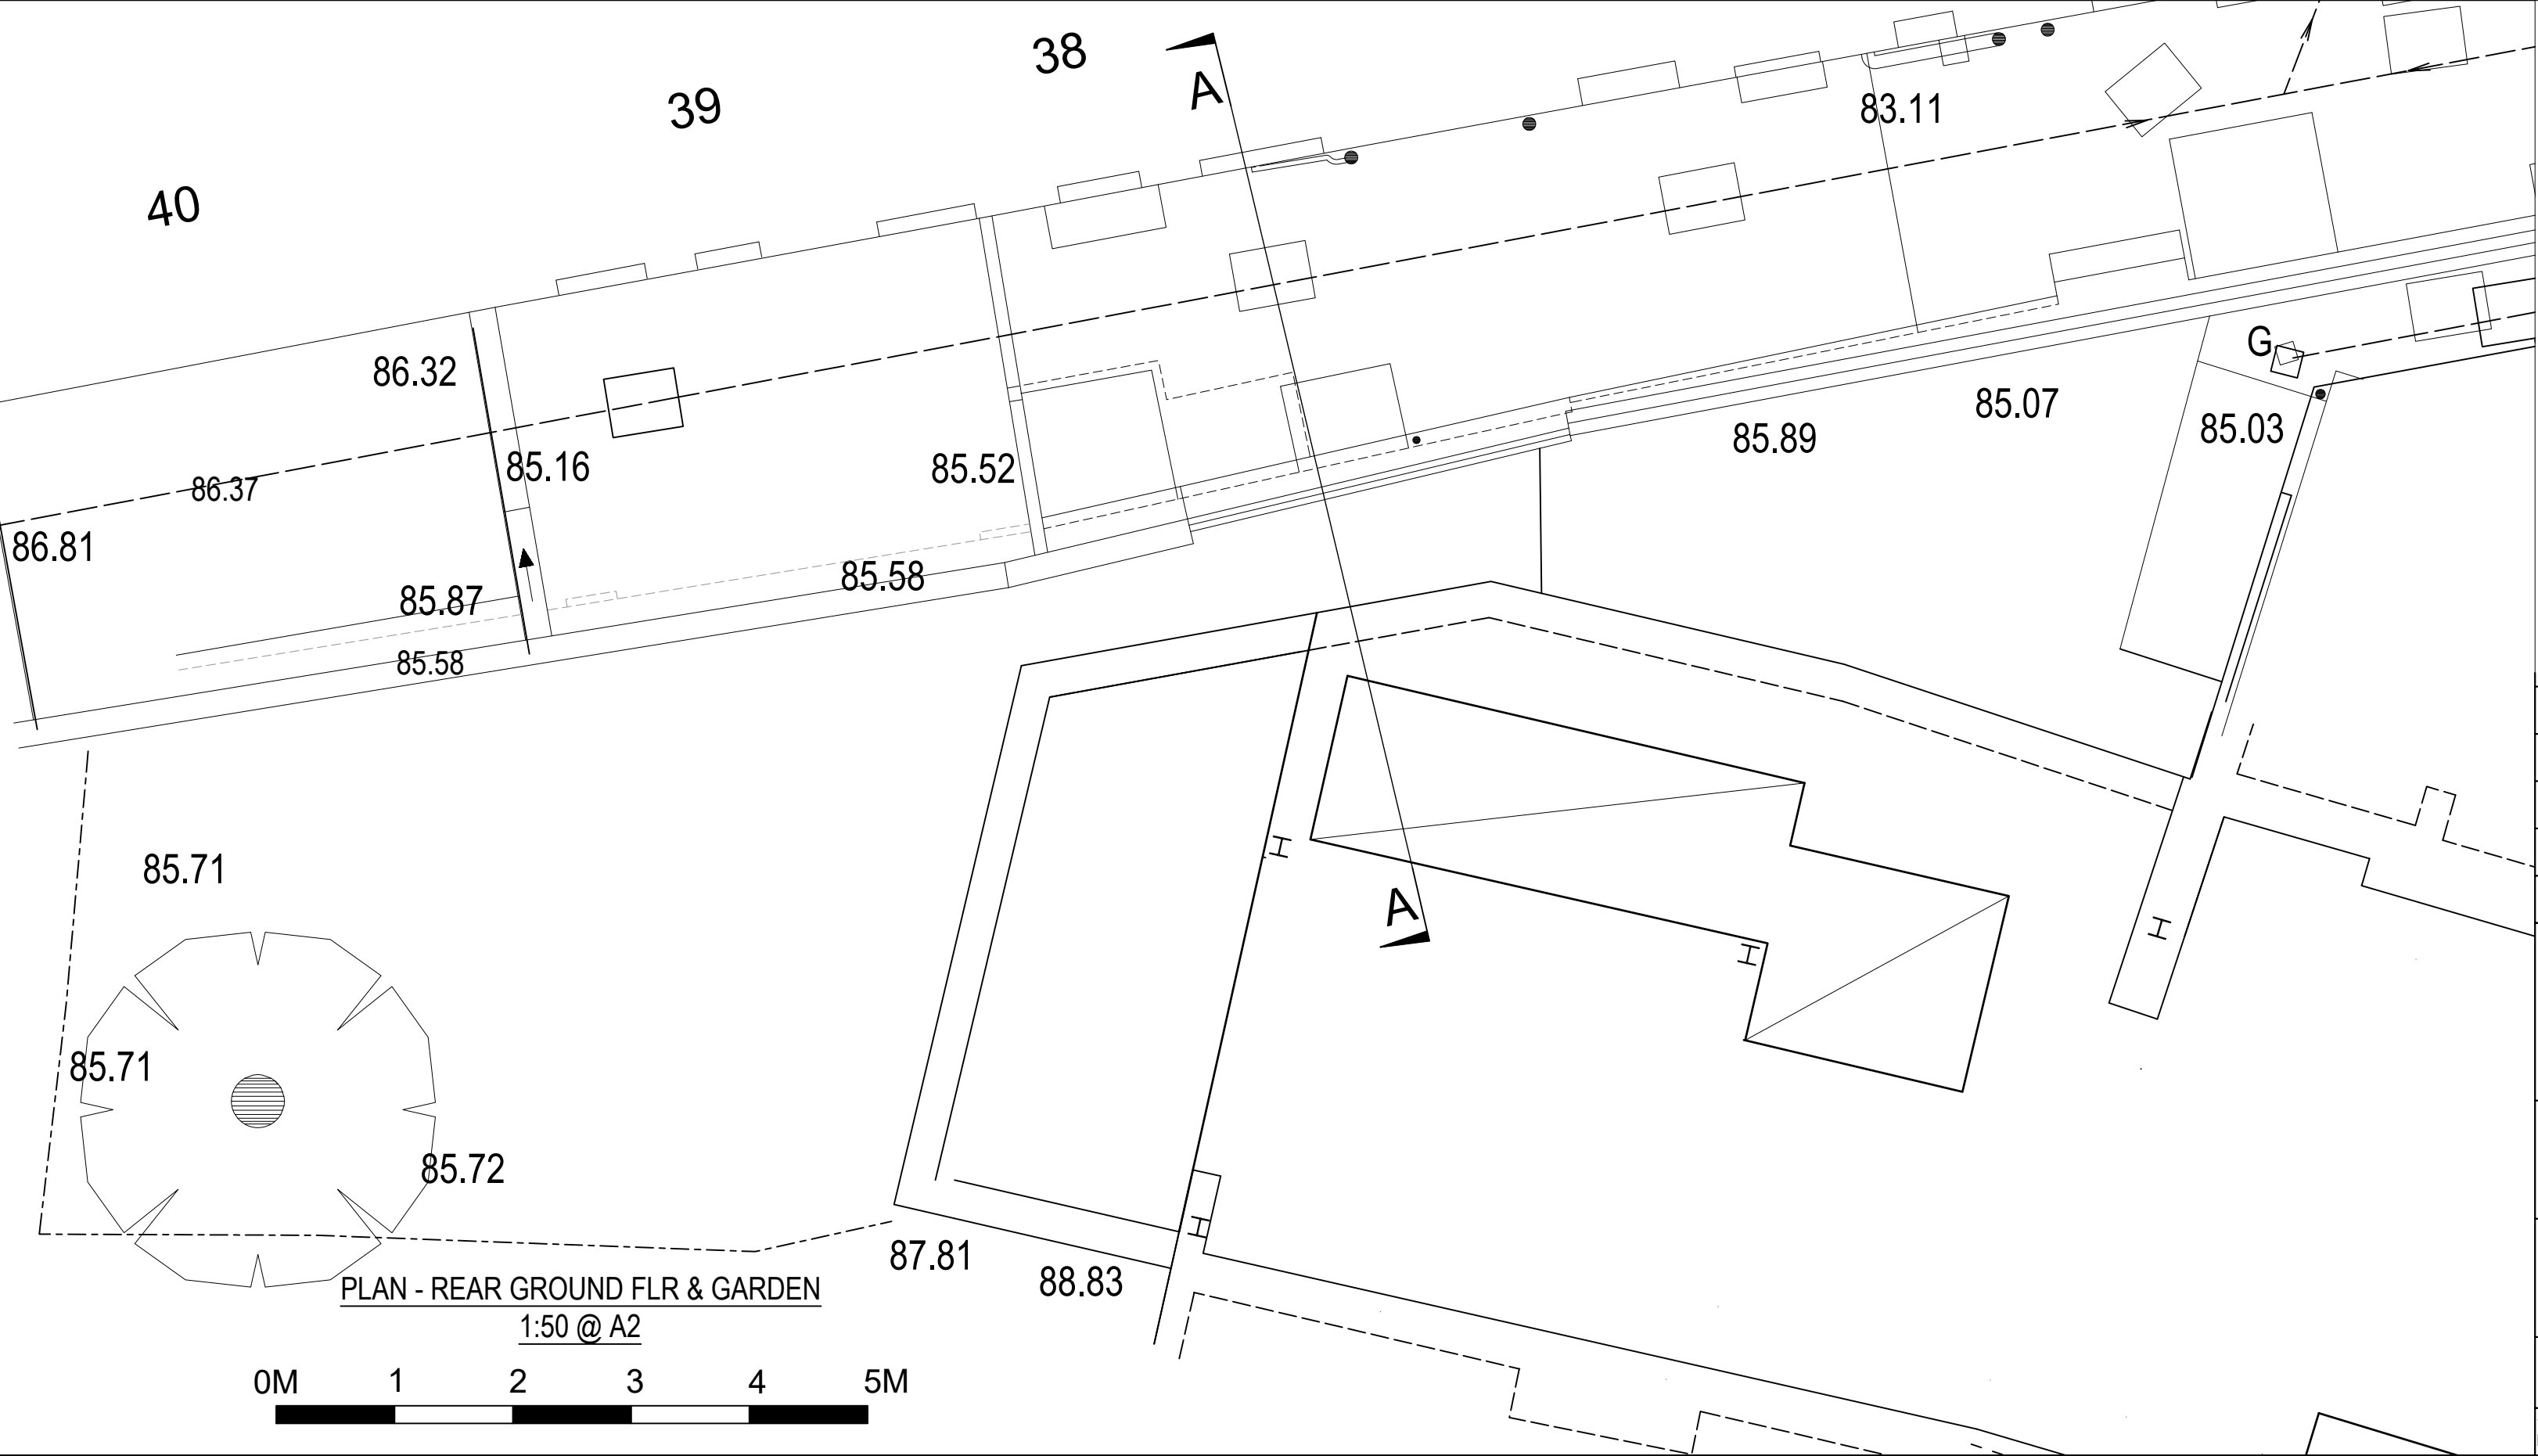 38
A
39
83.11
40
G
86.32
85.07
85.03
85.89
85.16
85.52
86.37
86.81
85.58
85.87
85.58
I
85.71
A
I
I
85.71
85.72
I
87.81
88.83
PLAN - REAR GROUND FLR & GARDEN
1:50 @ A2
0M 1 2 3 4 5M